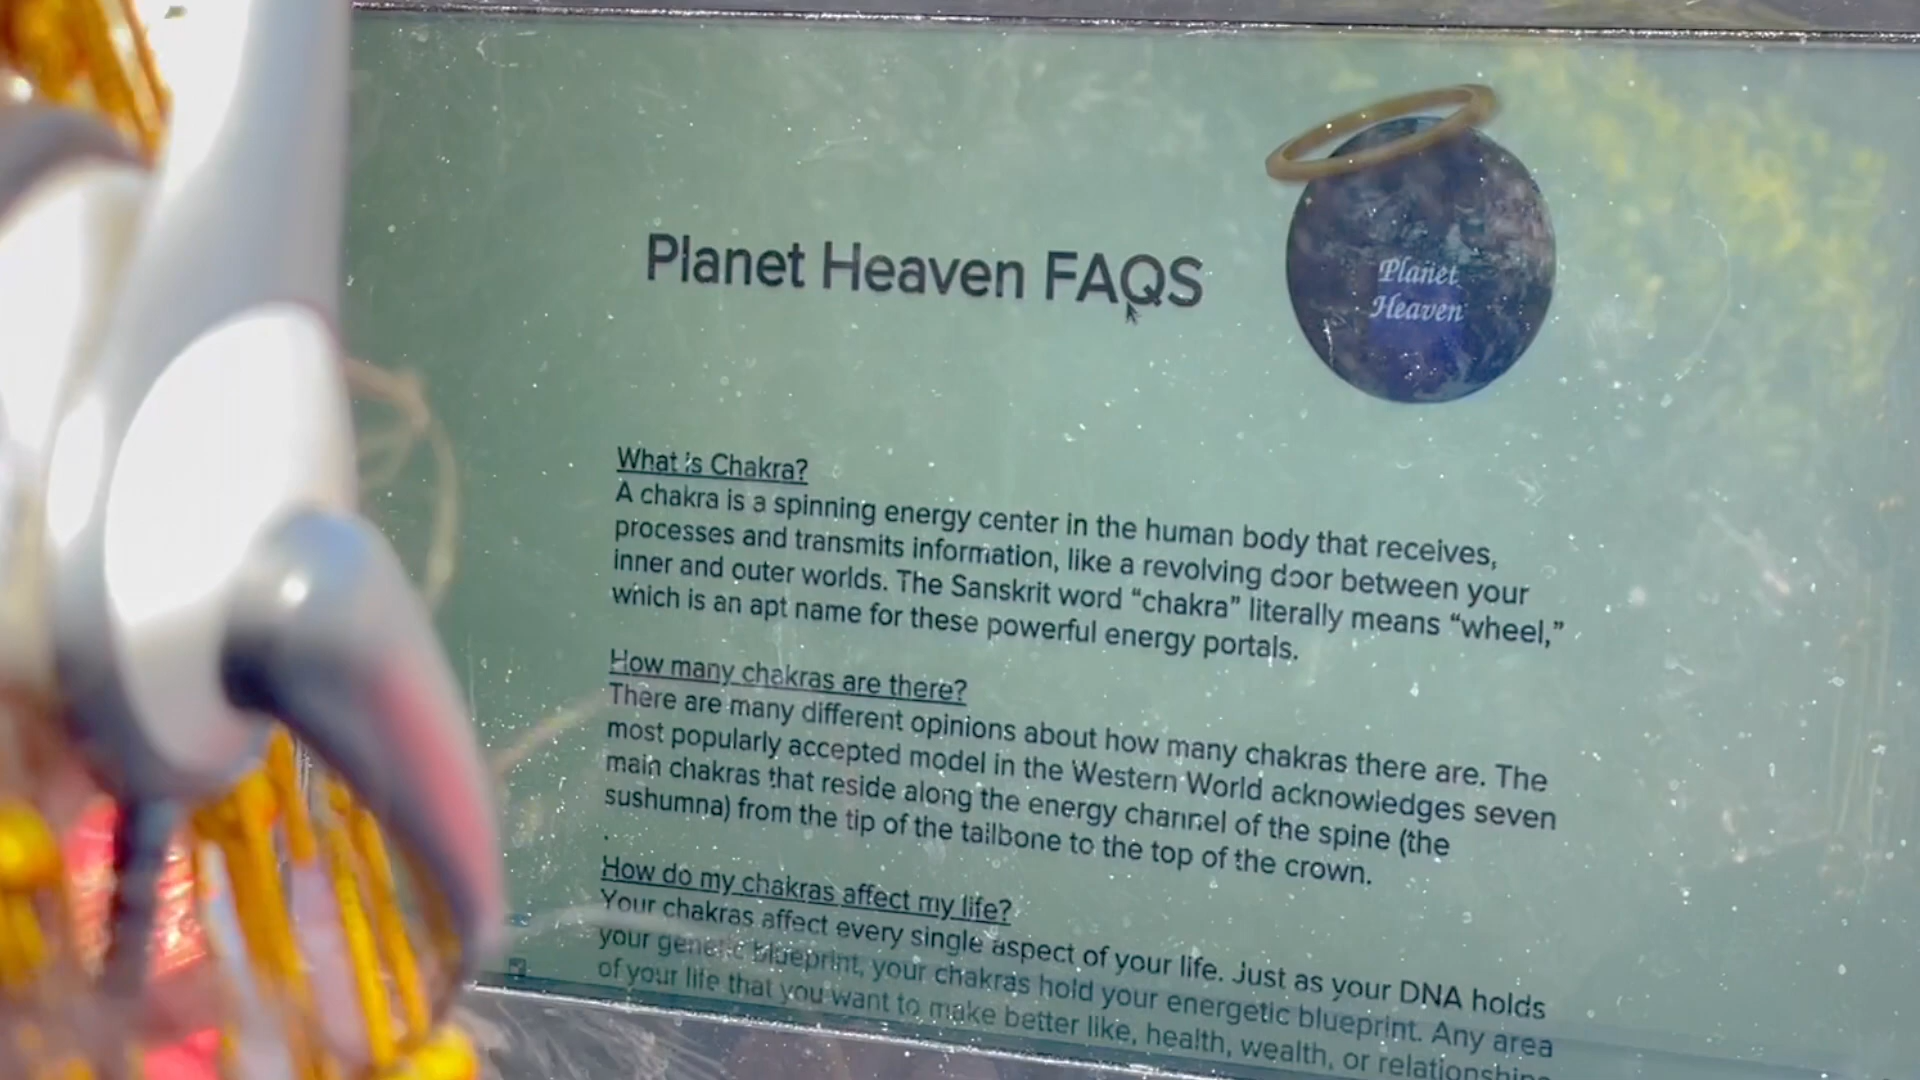 Planet Heaven FAQS
Planet
Heaven
What is Chakra?
A chakra is a spinning energy center in the human body that receives,
processes and transmits information, like a revolving door between your
inner and outer worlds. The Sanskrit word “chakra” literally means “wheel,”
which is an apt name for these powerful energy portals.
How many chakras are there?
There are many different opinions about how many chakras there are. The
most popularly accepted model in the Western World acknowledges seven
main chakras that reside along the energy channel of the spine (the
sushumna) from the tip of the tailbone to the top of the crown.
.
How do my chakras affect my life?
Your chakras affect every single aspect of your life. Just as your DNA holds
your genetic blueprint, your chakras hold your energetic blueprint. Any area
of your life that you want to make better like, health, wealth, or relationships